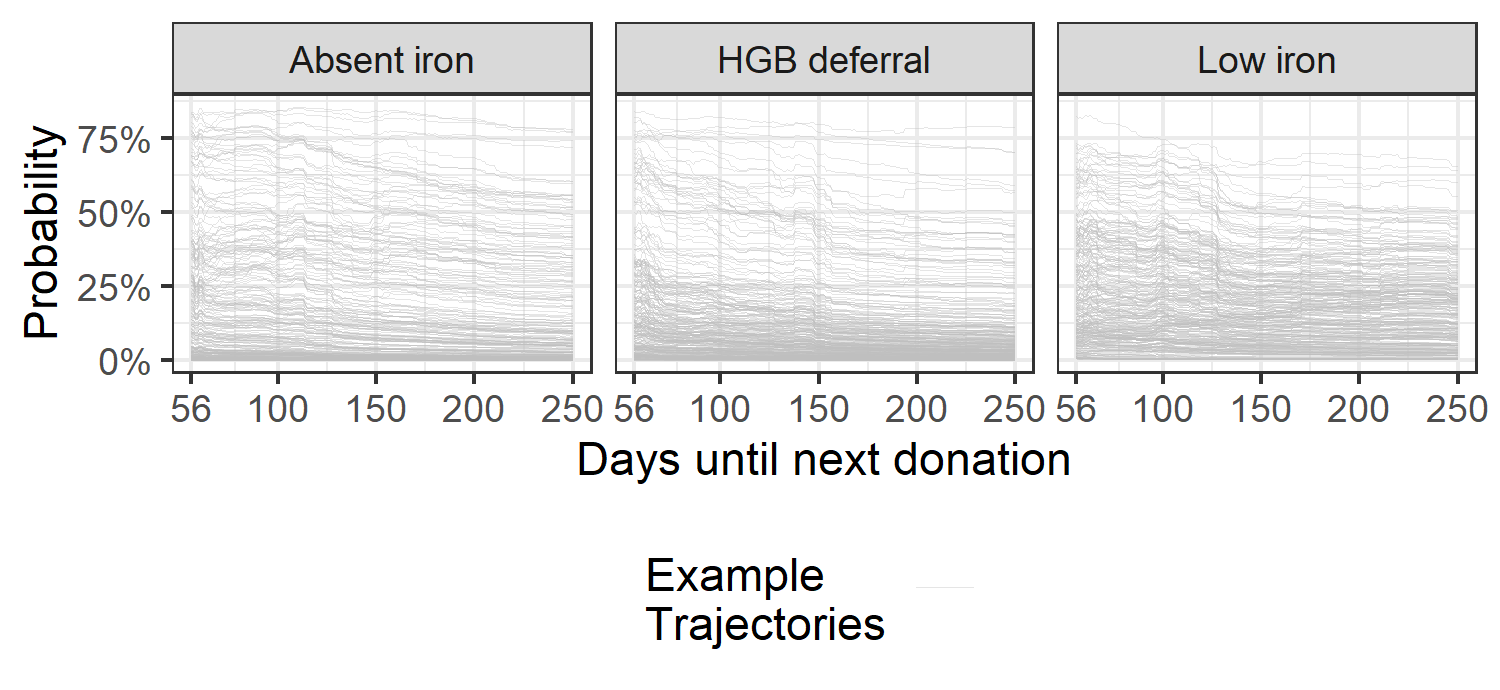 Absent iron HGB deferral Low iron
Probability
75%
50%
25%
0%
56 100 150 200 250 56 100 150 200 250 56 100 150 200 250
Days until next donation
Example
Trajectories